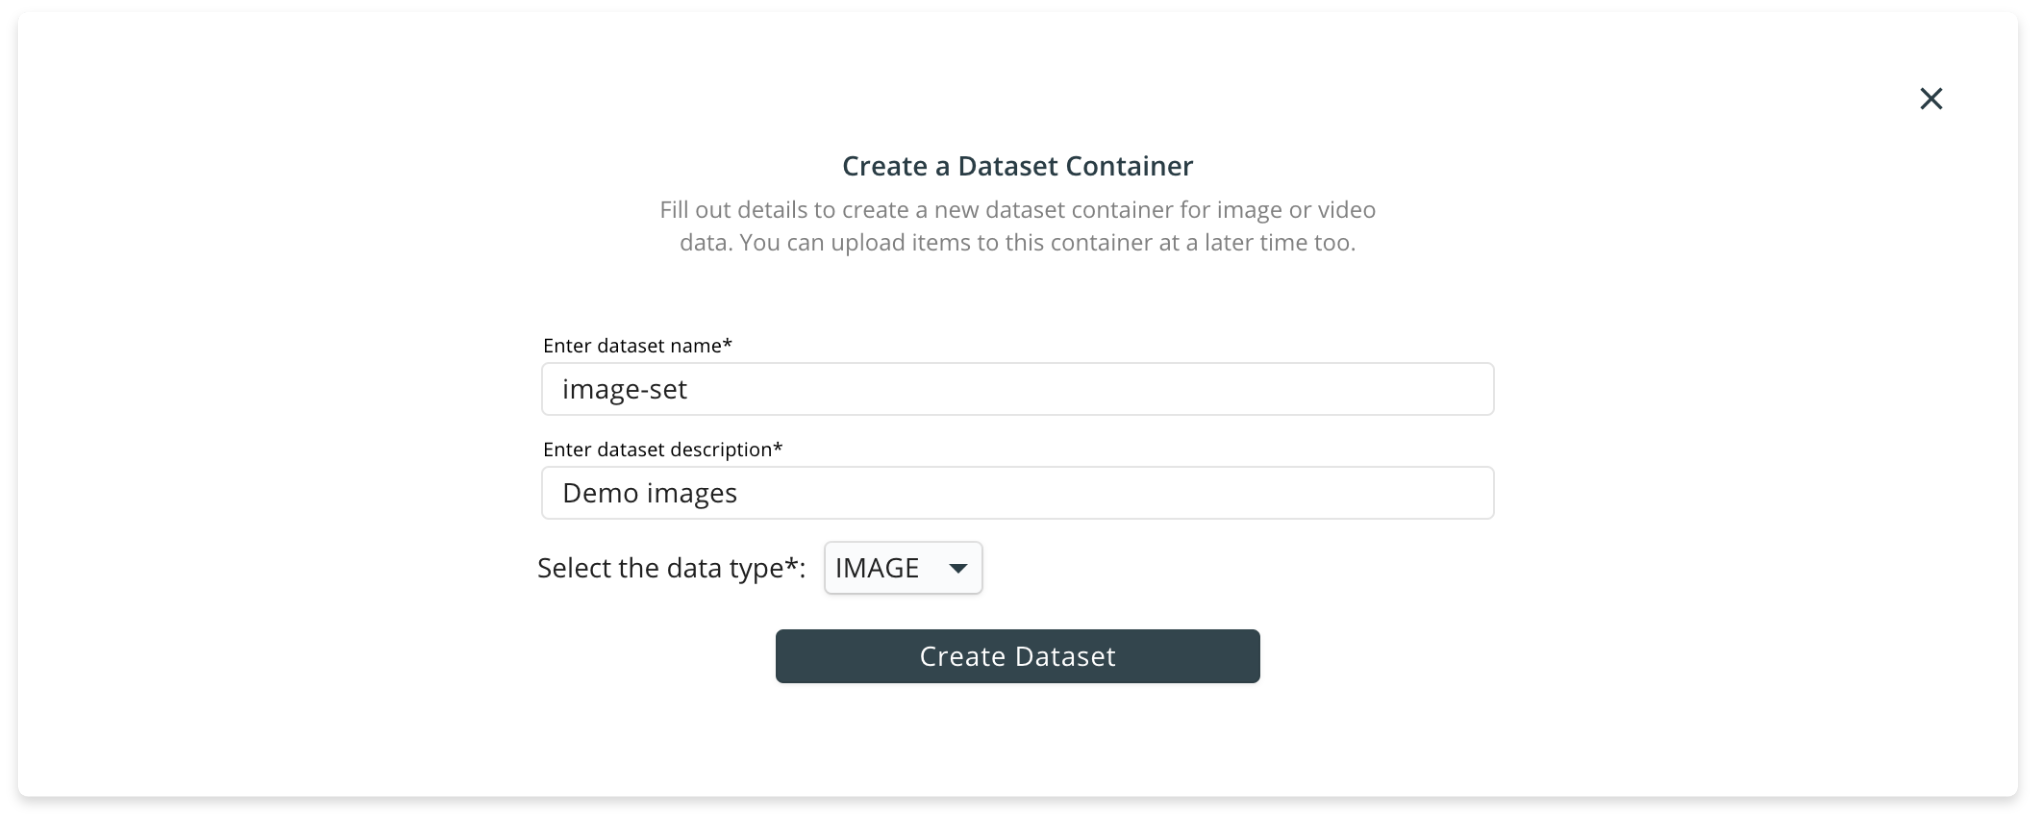 Create a Dataset Container
Fill out details to create a new dataset container for image or video
data. You can upload items to this container at a later time too.
Enter dataset name*
image-set
Enter dataset description*
Demo images
Select the data type*: IMAGE
Create Dataset